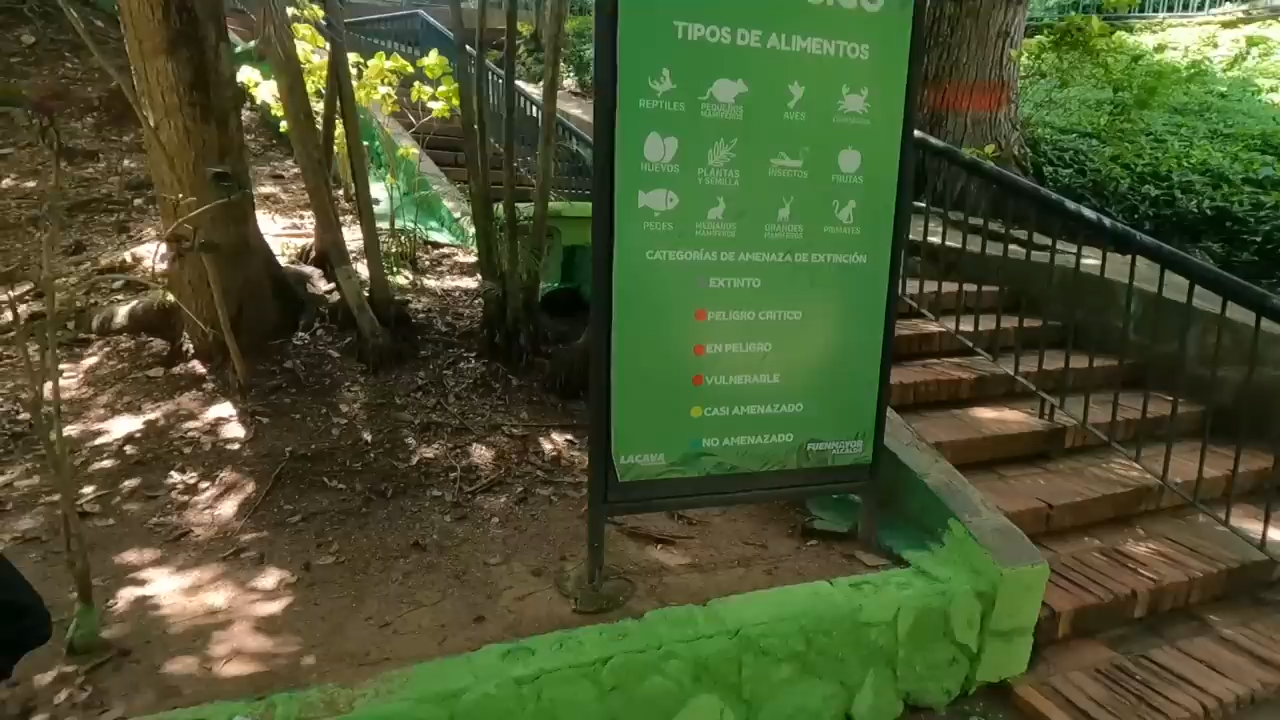 TIPOS DE ALIMENTOS
REPTILES
PEQUEÑOS
MAMÍFEROS
AVES
HUEVOS
PLANTAS
Y SEMILLA
INSECTOS
FRUTAS
PECES
MEDIANOS
MAMÍFEROS
GRANDES
MAMÍFEROS
PRIMATES
CATEGORÍAS DE AMENAZA DE EXTINCIÓN
EXTINTO
PELIGRO CRÍTICO
EN PELIGRO
VULNERABLE
CASI AMENAZADO
NO AMENAZADO
LACAVA
FUENMAYOR
ALCALDE